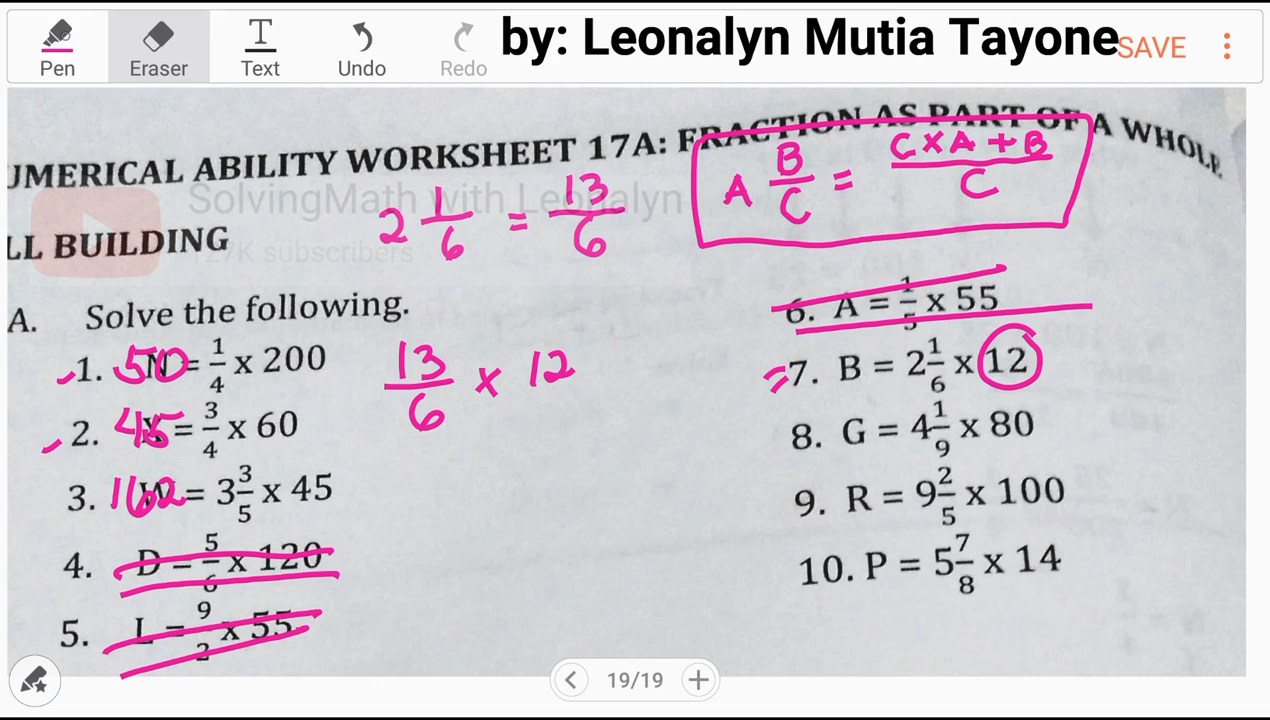 by: Leonalyn Mutia Tayone
SAVE
Pen
Eraser
T
Text
Undo
Redo
UMERICAL ABILITY WORKSHEET 17A: FRACTION AS PART OF A WHOLE
SolvingMath with Leonalyn
127K subscribers
LL BUILDING
2 1/6 = 13/6
A B/C = C X A + B / C
A. Solve the following.
1. 50 N = 1/4 x 200
2. 45 = 3/4 x 60
3. 162 W = 3 3/5 x 45
4. D = 5/6 x 120
5. L = 9/2 x 55
13/6 x 12
6. A = 1/5 x 55
7. B = 2 1/6 x 12
8. G = 4 1/9 x 80
9. R = 9 2/5 x 100
10. P = 5 7/8 x 14
19/19